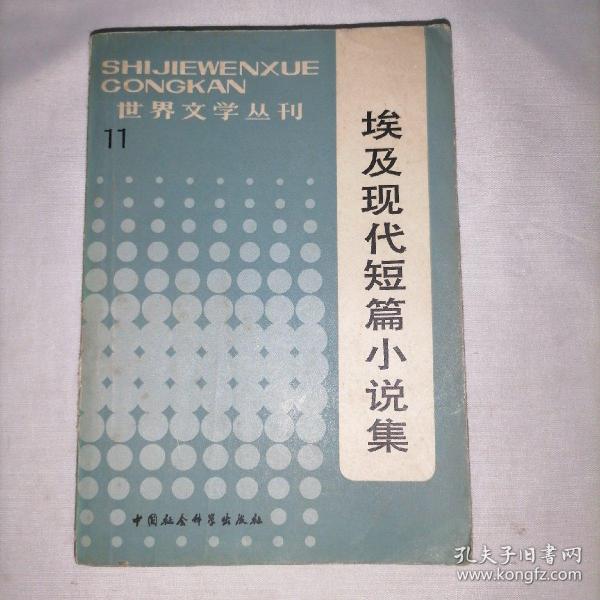 SHIJIEWENXUE
CONGKAN
世界文学丛刊
11
埃及现代短篇小说集
中国社会科学出版社
孔夫子旧书网
www.kongfz.com